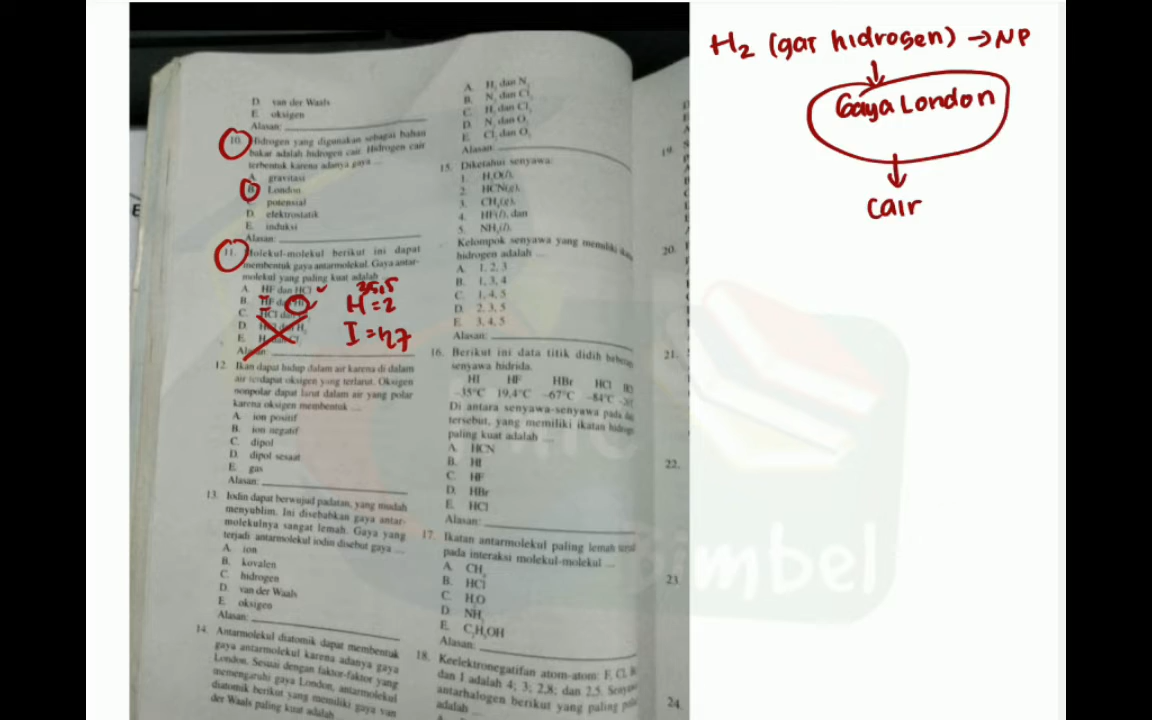 D. van der Waals
E. oksigen
Alasan:
10. Hidrogen yang digunakan sebagai bahan
bakar adalah hidrogen cair. Hidrogen cair
terbentuk karena adanya gaya ...
A. gravitasi
B. London
C. potensial
D. elektrostatik
E. induksi
Alasan:
11. Molekul-molekul berikut ini dapat
membentuk gaya antarmolekul. Gaya antar-
molekul yang paling kuat adalah
A. HF dan HCl
B. HF dan
C. HCl dan
D.
E.
Alasan:
35,5
H = 2
I = 127
12. Ikan dapat hidup dalam air karena di dalam
air terdapat oksigen yang terlarut. Oksigen
nonpolar dapat larut dalam air yang polar
karena oksigen membentuk ...
A. ion positif
B. ion negatif
C. dipol
D. dipol sesaat
E. gas
Alasan:
13. Iodin dapat berwujud padatan, yang mudah
menyublim. Ini disebabkan gaya antar-
molekulnya sangat lemah. Gaya yang
terjadi antarmolekul iodin disebut gaya ...
A. ion
B. kovalen
C. hidrogen
D. van der Waals
E. oksigen
Alasan:
14. Antarmolekul diatomik dapat membentuk
gaya antarmolekul karena adanya gaya
London. Sesuai dengan faktor-faktor yang
memengaruhi gaya London, antarmolekul
diatomik berikut yang memiliki gaya van
der Waals paling kuat adalah
A. H₂ dan N₂
B. N₂ dan Cl₂
C. H₂ dan Cl₂
D. N₂ dan O₂
E. Cl₂ dan O₂
Alasan:
15. Diketahui senyawa:
1. H₂O(l),
2. HCN(g),
3. CH₄(g),
4. HF(l), dan
5. NH₃(l).
Kelompok senyawa yang memiliki
hidrogen adalah ...
A. 1, 2, 3
B. 1, 3, 4
C. 1, 4, 5
D. 2, 3, 5
E. 3, 4, 5
Alasan:
16. Berikut ini data titik didih beberapa
senyawa hidrida.
HI HF HBr HCl
–35°C 19,4°C –67°C –84°C
Di antara senyawa-senyawa pada
tersebut, yang memiliki ikatan hidrogen
paling kuat adalah ...
A. HCN
B. HI
C. HF
D. HBr
E. HCl
Alasan:
17. Ikatan antarmolekul paling lemah
pada interaksi molekul-molekul ...
A. CH₄
B. HCl
C. H₂O
D. NH₃
E. C₂H₅OH
Alasan:
18. Keelektronegatifan atom-atom: F, Cl,
dan I adalah 4; 3; 2,8; dan 2,5.
antarhalogen berikut yang paling
adalah
19.
20.
21.
22.
23
24.
H₂ (gas hidrogen) → NP
Gaya London
cair
Bimbel